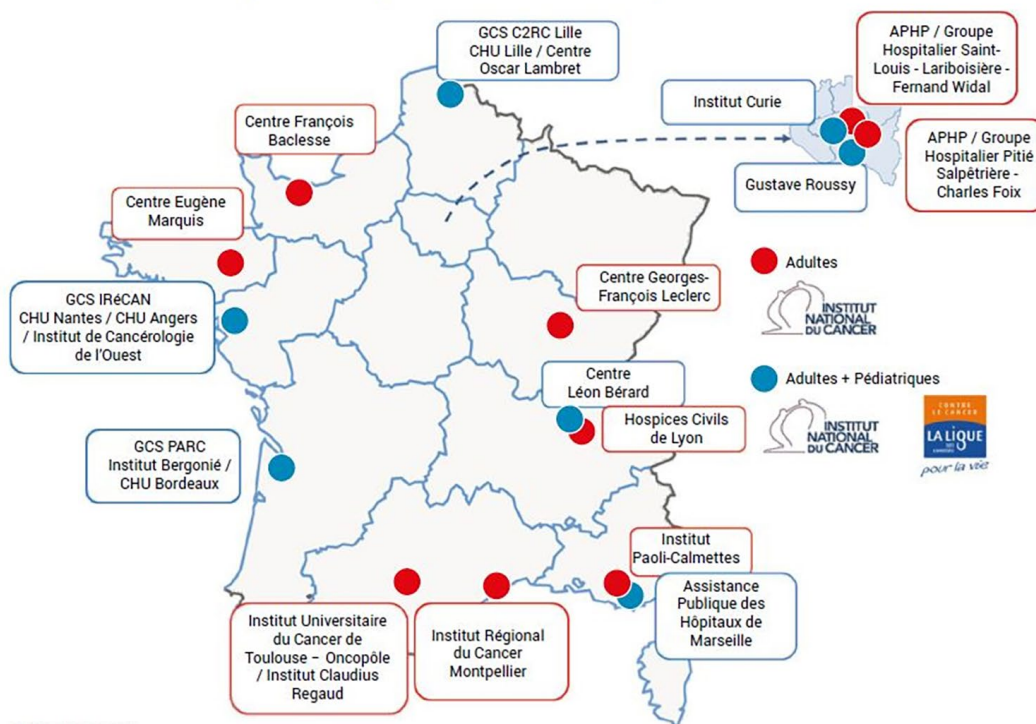 GCS C2RC Lille
CHU Lille / Centre
Oscar Lambret
APHP / Groupe
Hospitalier Saint-
Louis - Lariboisière -
Fernand Widal
Institut Curie
Centre François
Baclesse
APHP / Groupe
Hospitalier Pitié
Salpêtrière -
Charles Foix
Gustave Roussy
Centre Eugène
Marquis
Adultes
INSTITUT
NATIONAL
DU CANCER
Centre Georges-
François Leclerc
GCS IRéCAN
CHU Nantes / CHU Angers
/ Institut de Cancérologie
de l'Ouest
Adultes + Pédiatriques
INSTITUT
NATIONAL
DU CANCER
CONTRE
LE CANCER
LA LIGUE
pour la vie
Centre
Léon Bérard
Hospices Civils
de Lyon
GCS PARC
Institut Bergonié /
CHU Bordeaux
Institut
Paoli-Calmettes
Assistance
Publique des
Hôpitaux de
Marseille
Institut Universitaire
du Cancer de
Toulouse – Oncopôle
/ Institut Claudius
Regaud
Institut Régional
du Cancer
Montpellier